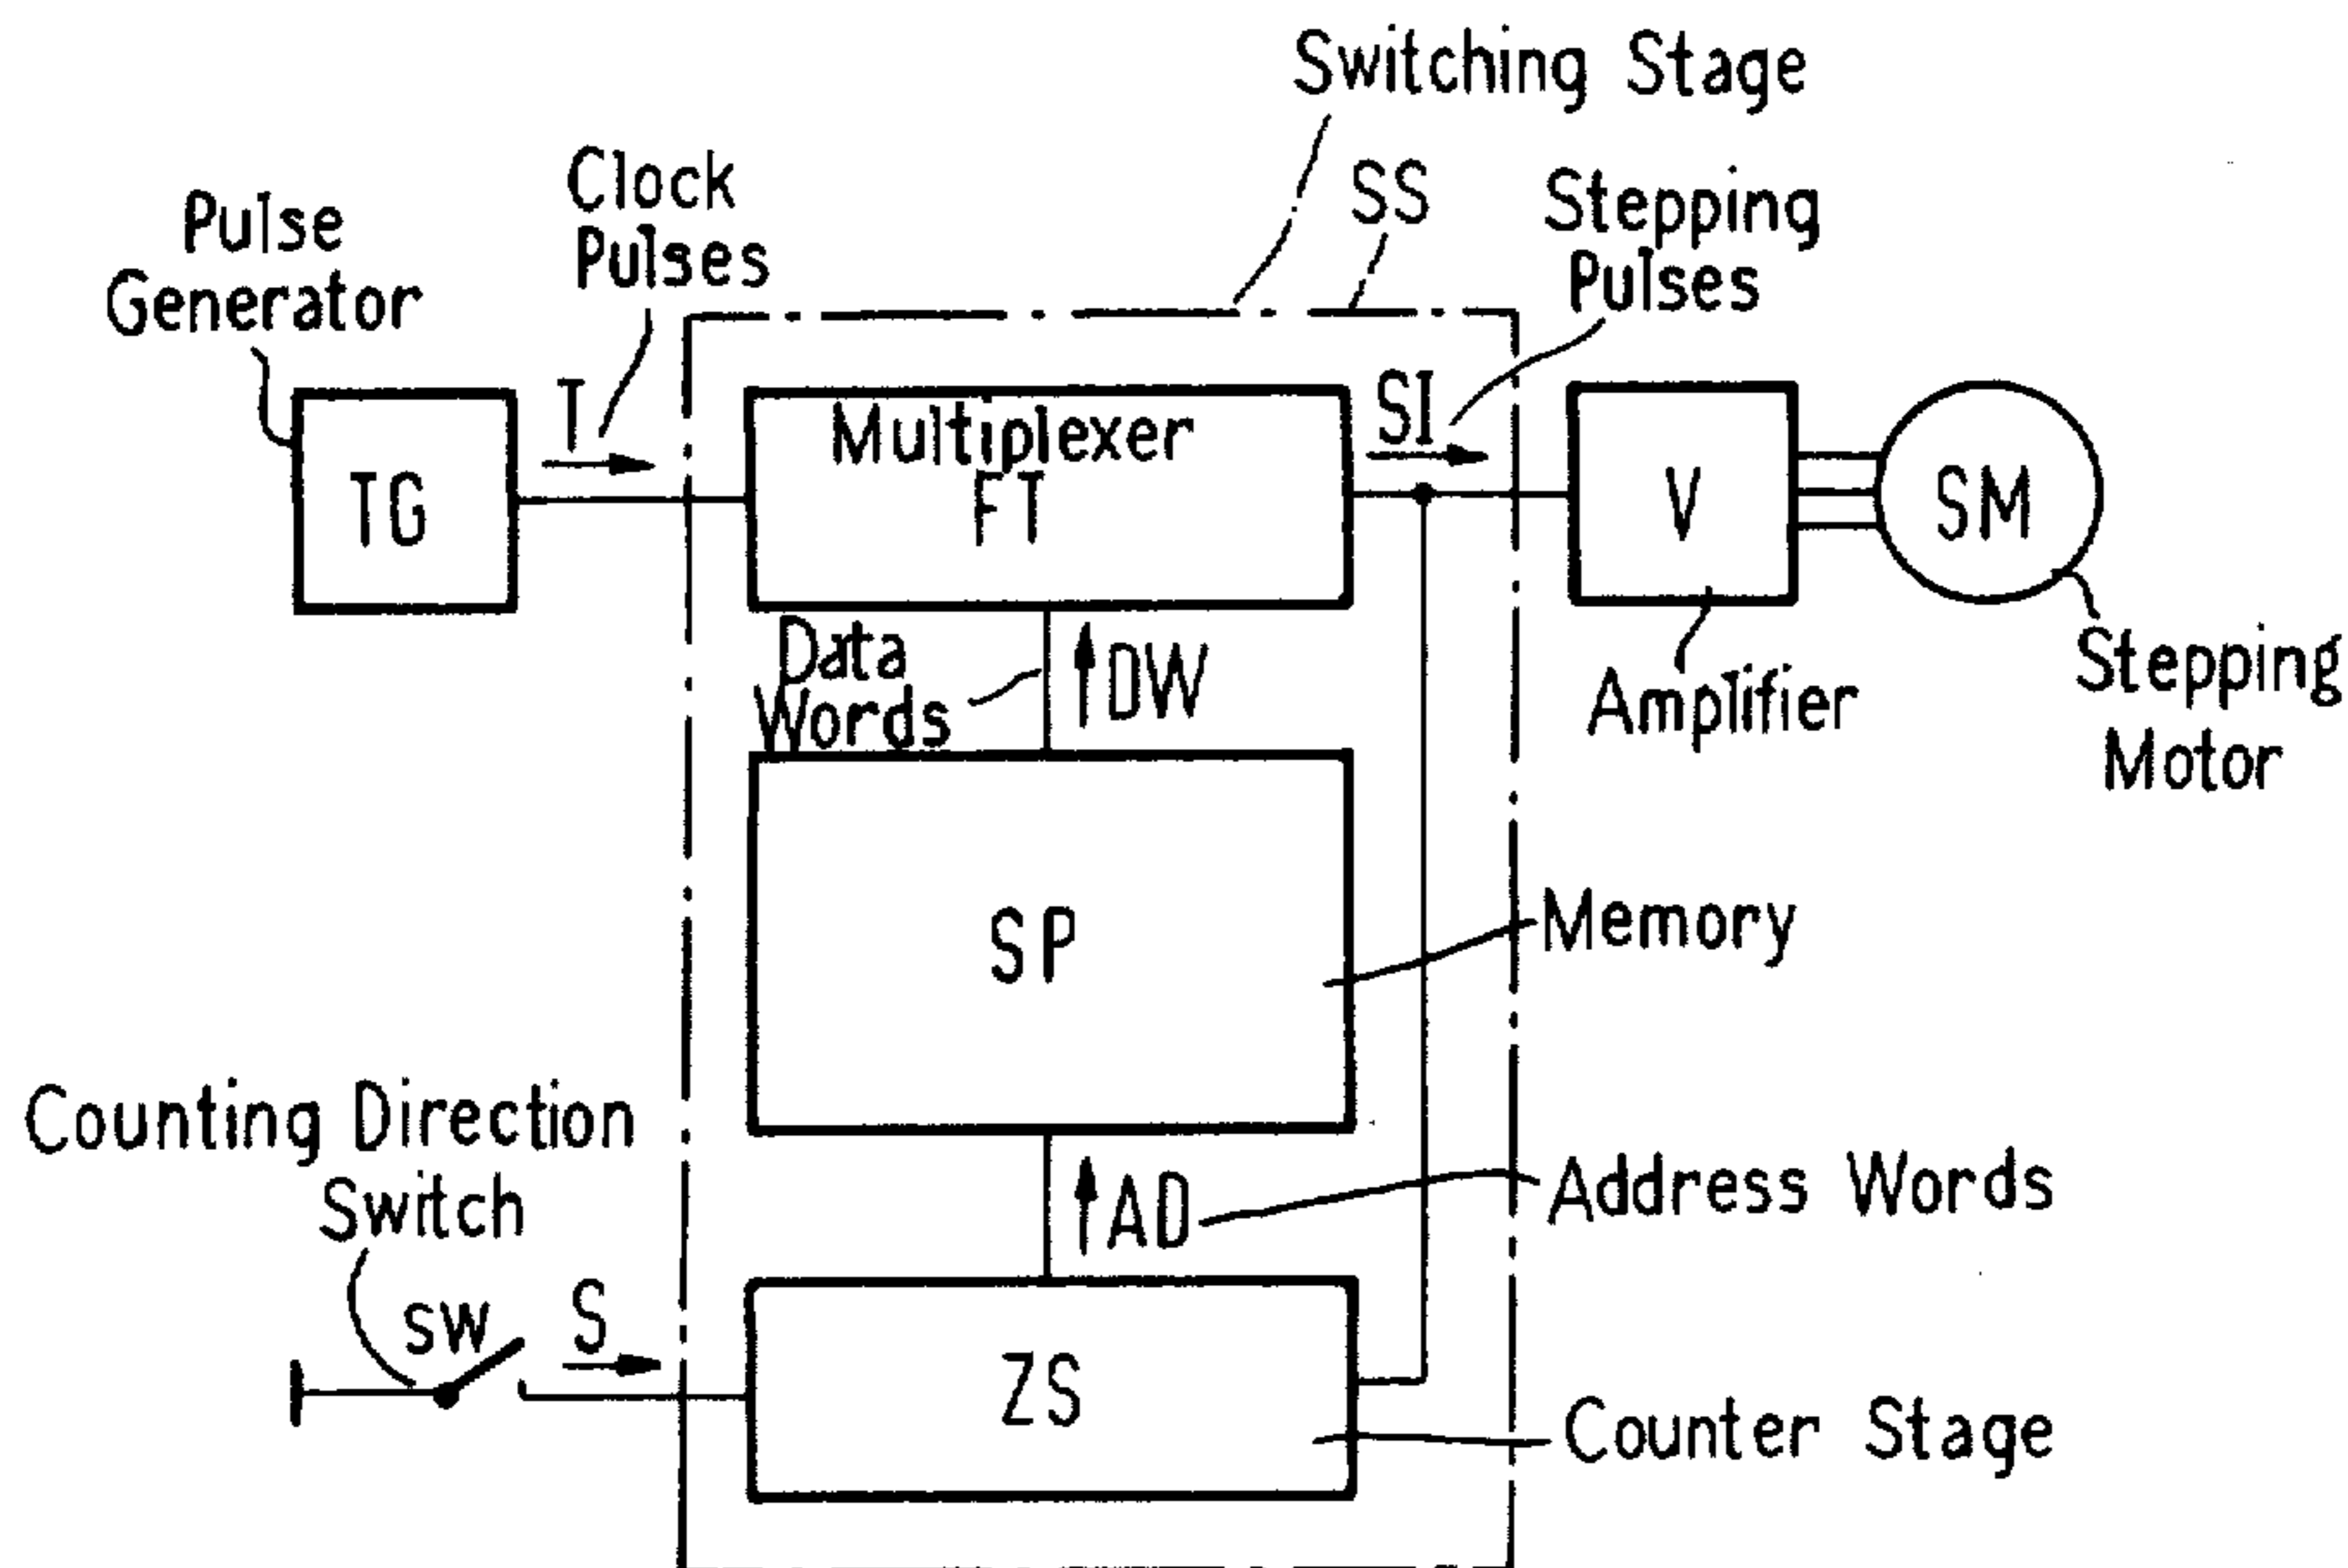 Switching Stage
SS
Clock
Pulses
Stepping
Pulses
Pulse
Generator
T
SI
Multiplexer
FT
TG
V
SM
Data
Words
DW
Amplifier
Stepping
Motor
SP
Memory
Counting Direction
Switch
AD
Address Words
SW
S
ZS
Counter Stage